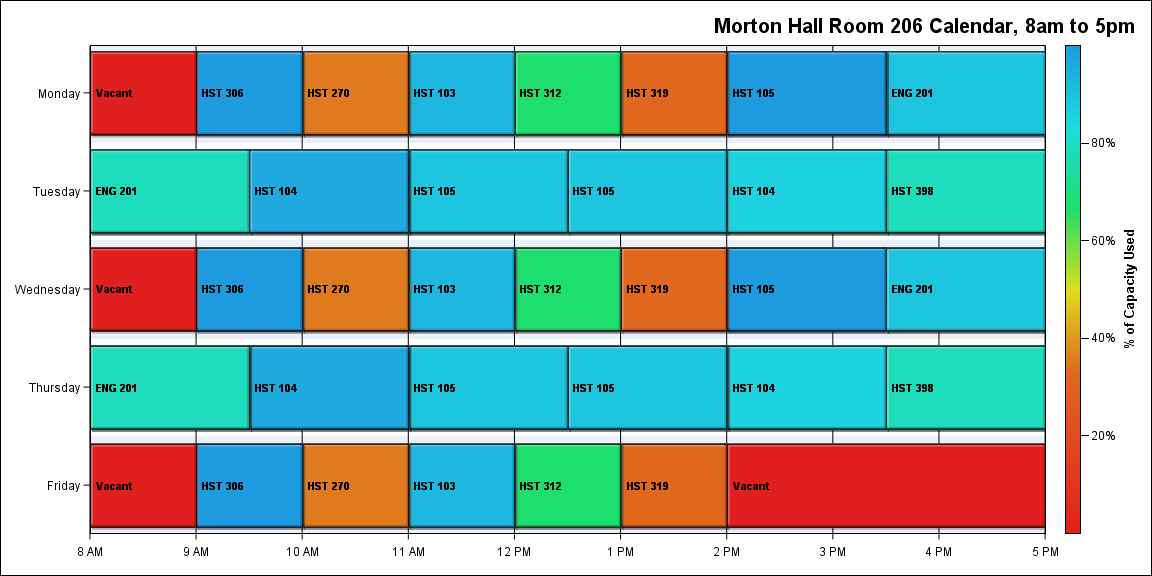 Morton Hall Room 206 Calendar, 8am to 5pm
Monday
Vacant
HST 306
HST 270
HST 103
HST 312
HST 319
HST 105
ENG 201
Tuesday
ENG 201
HST 104
HST 105
HST 105
HST 104
HST 398
Wednesday
Vacant
HST 306
HST 270
HST 103
HST 312
HST 319
HST 105
ENG 201
Thursday
ENG 201
HST 104
HST 105
HST 105
HST 104
HST 398
Friday
Vacant
HST 306
HST 270
HST 103
HST 312
HST 319
Vacant
8 AM
9 AM
10 AM
11 AM
12 PM
1 PM
2 PM
3 PM
4 PM
5 PM
80%
60%
40%
20%
% of Capacity Used